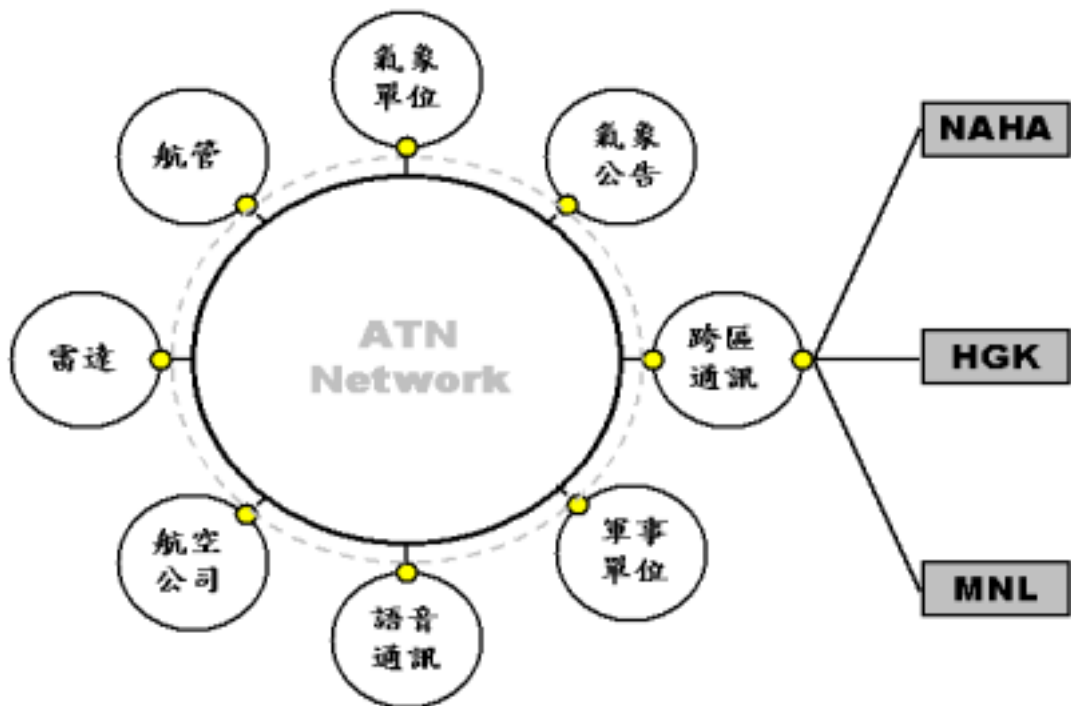 氣象
單位
航管
氣象
公告
NAHA
ATN
Network
雷達
跨區
通訊
HGK
航空
公司
語音
通訊
軍事
單位
MNL